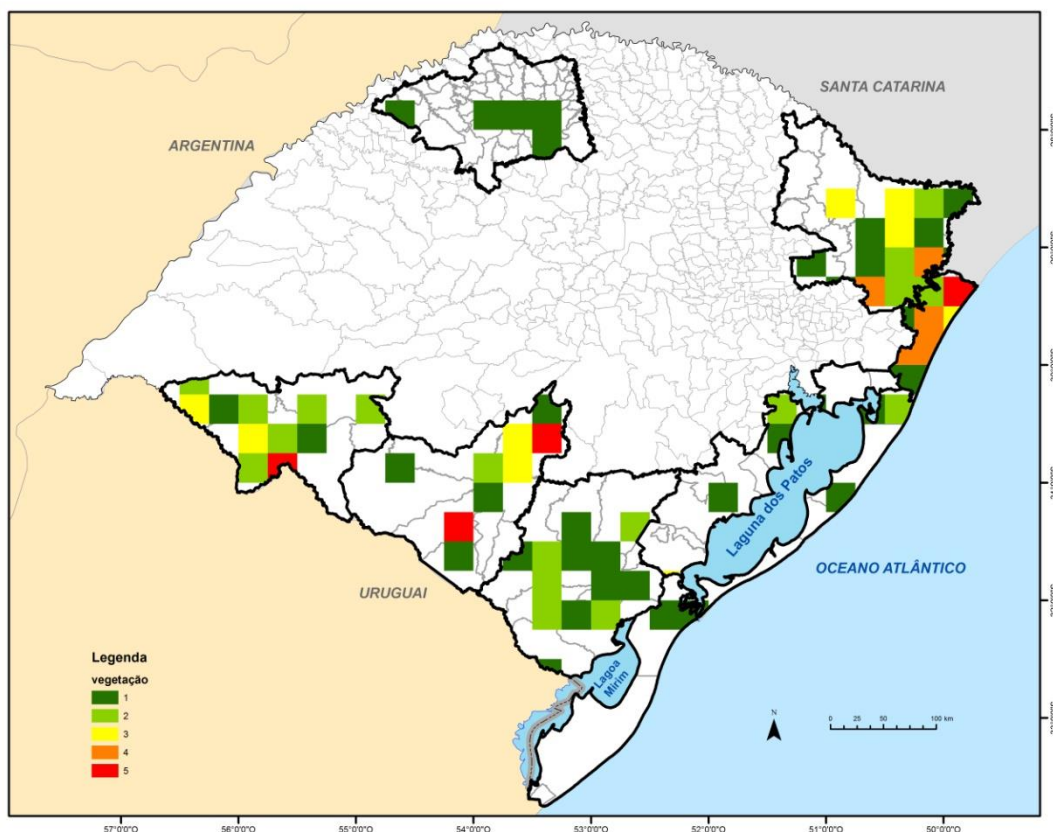 SANTA CATARINA
ARGENTINA
Laguna dos Patos
OCEANO ATLÂNTICO
URUGUAI
Lagoa
Mirim
Legenda
vegetação
1
2
3
4
5
N
0 25 50 100 km
57°0'0"O 56°0'0"O 55°0'0"O 54°0'0"O 53°0'0"O 52°0'0"O 51°0'0"O 50°0'0"O